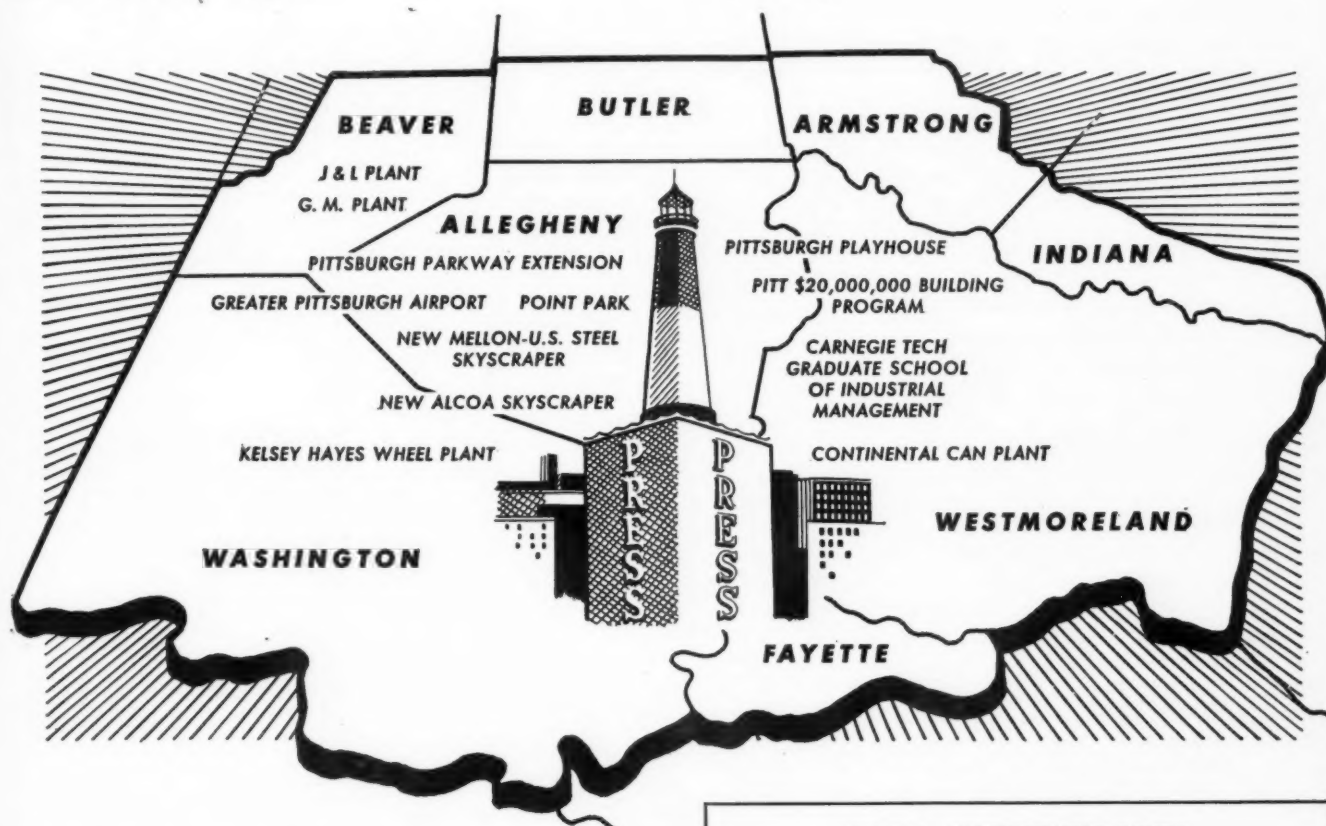 BEAVER
BUTLER
ARMSTRONG
J & L PLANT
G. M. PLANT
ALLEGHENY
INDIANA
PITTSBURGH PARKWAY EXTENSION
PITTSBURGH PLAYHOUSE
GREATER PITTSBURGH AIRPORT
POINT PARK
PITT $20,000,000 BUILDING
PROGRAM
NEW MELLON-U.S. STEEL
SKYSCRAPER
NEW ALCOA SKYSCRAPER
CARNEGIE TECH
GRADUATE SCHOOL
OF INDUSTRIAL
MANAGEMENT
KELSEY HAYES WHEEL PLANT
PRESS
PRESS
CONTINENTAL CAN PLANT
WASHINGTON
WESTMORELAND
FAYETTE